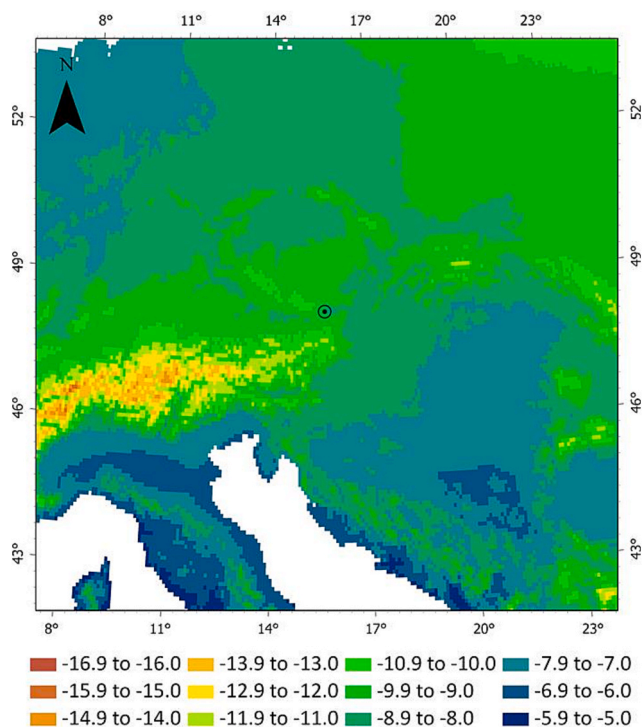 8° 11° 14° 17° 20° 23°
N
52° 52°
49° 49°
46° 46°
43° 43°
8° 11° 14° 17° 20° 23°
-16.9 to -16.0 -13.9 to -13.0 -10.9 to -10.0 -7.9 to -7.0
-15.9 to -15.0 -12.9 to -12.0 -9.9 to -9.0 -6.9 to -6.0
-14.9 to -14.0 -11.9 to -11.0 -8.9 to -8.0 -5.9 to -5.0